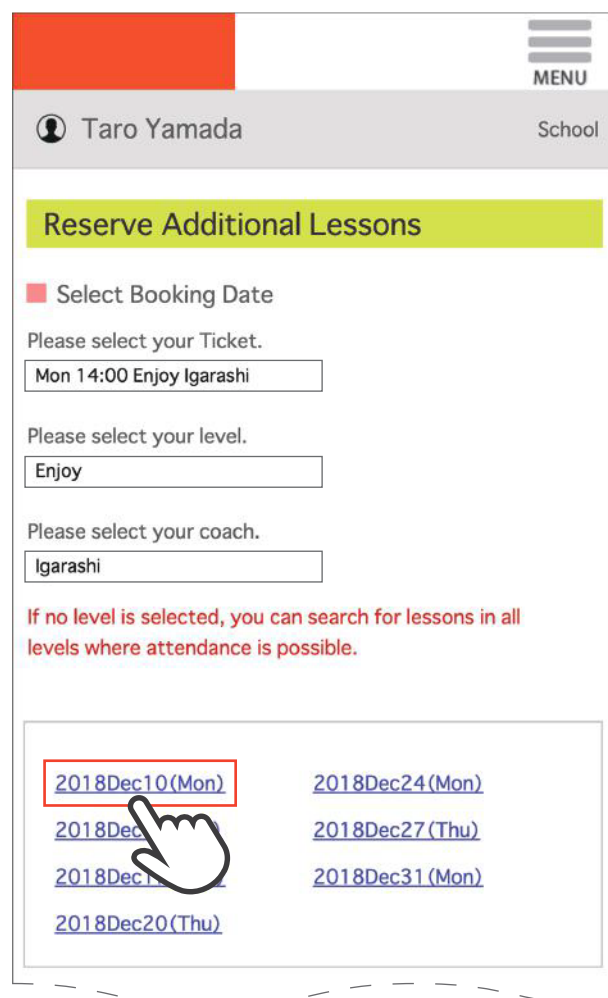 MENU
Taro Yamada
School
Reserve Additional Lessons
Select Booking Date
Please select your Ticket.
Mon 14:00 Enjoy Igarashi
Please select your level.
Enjoy
Please select your coach.
Igarashi
If no level is selected, you can search for lessons in all
levels where attendance is possible.
2018Dec10(Mon)
2018Dec24(Mon)
2018Dec
2018Dec27(Thu)
2018Dec1
2018Dec31(Mon)
2018Dec20(Thu)